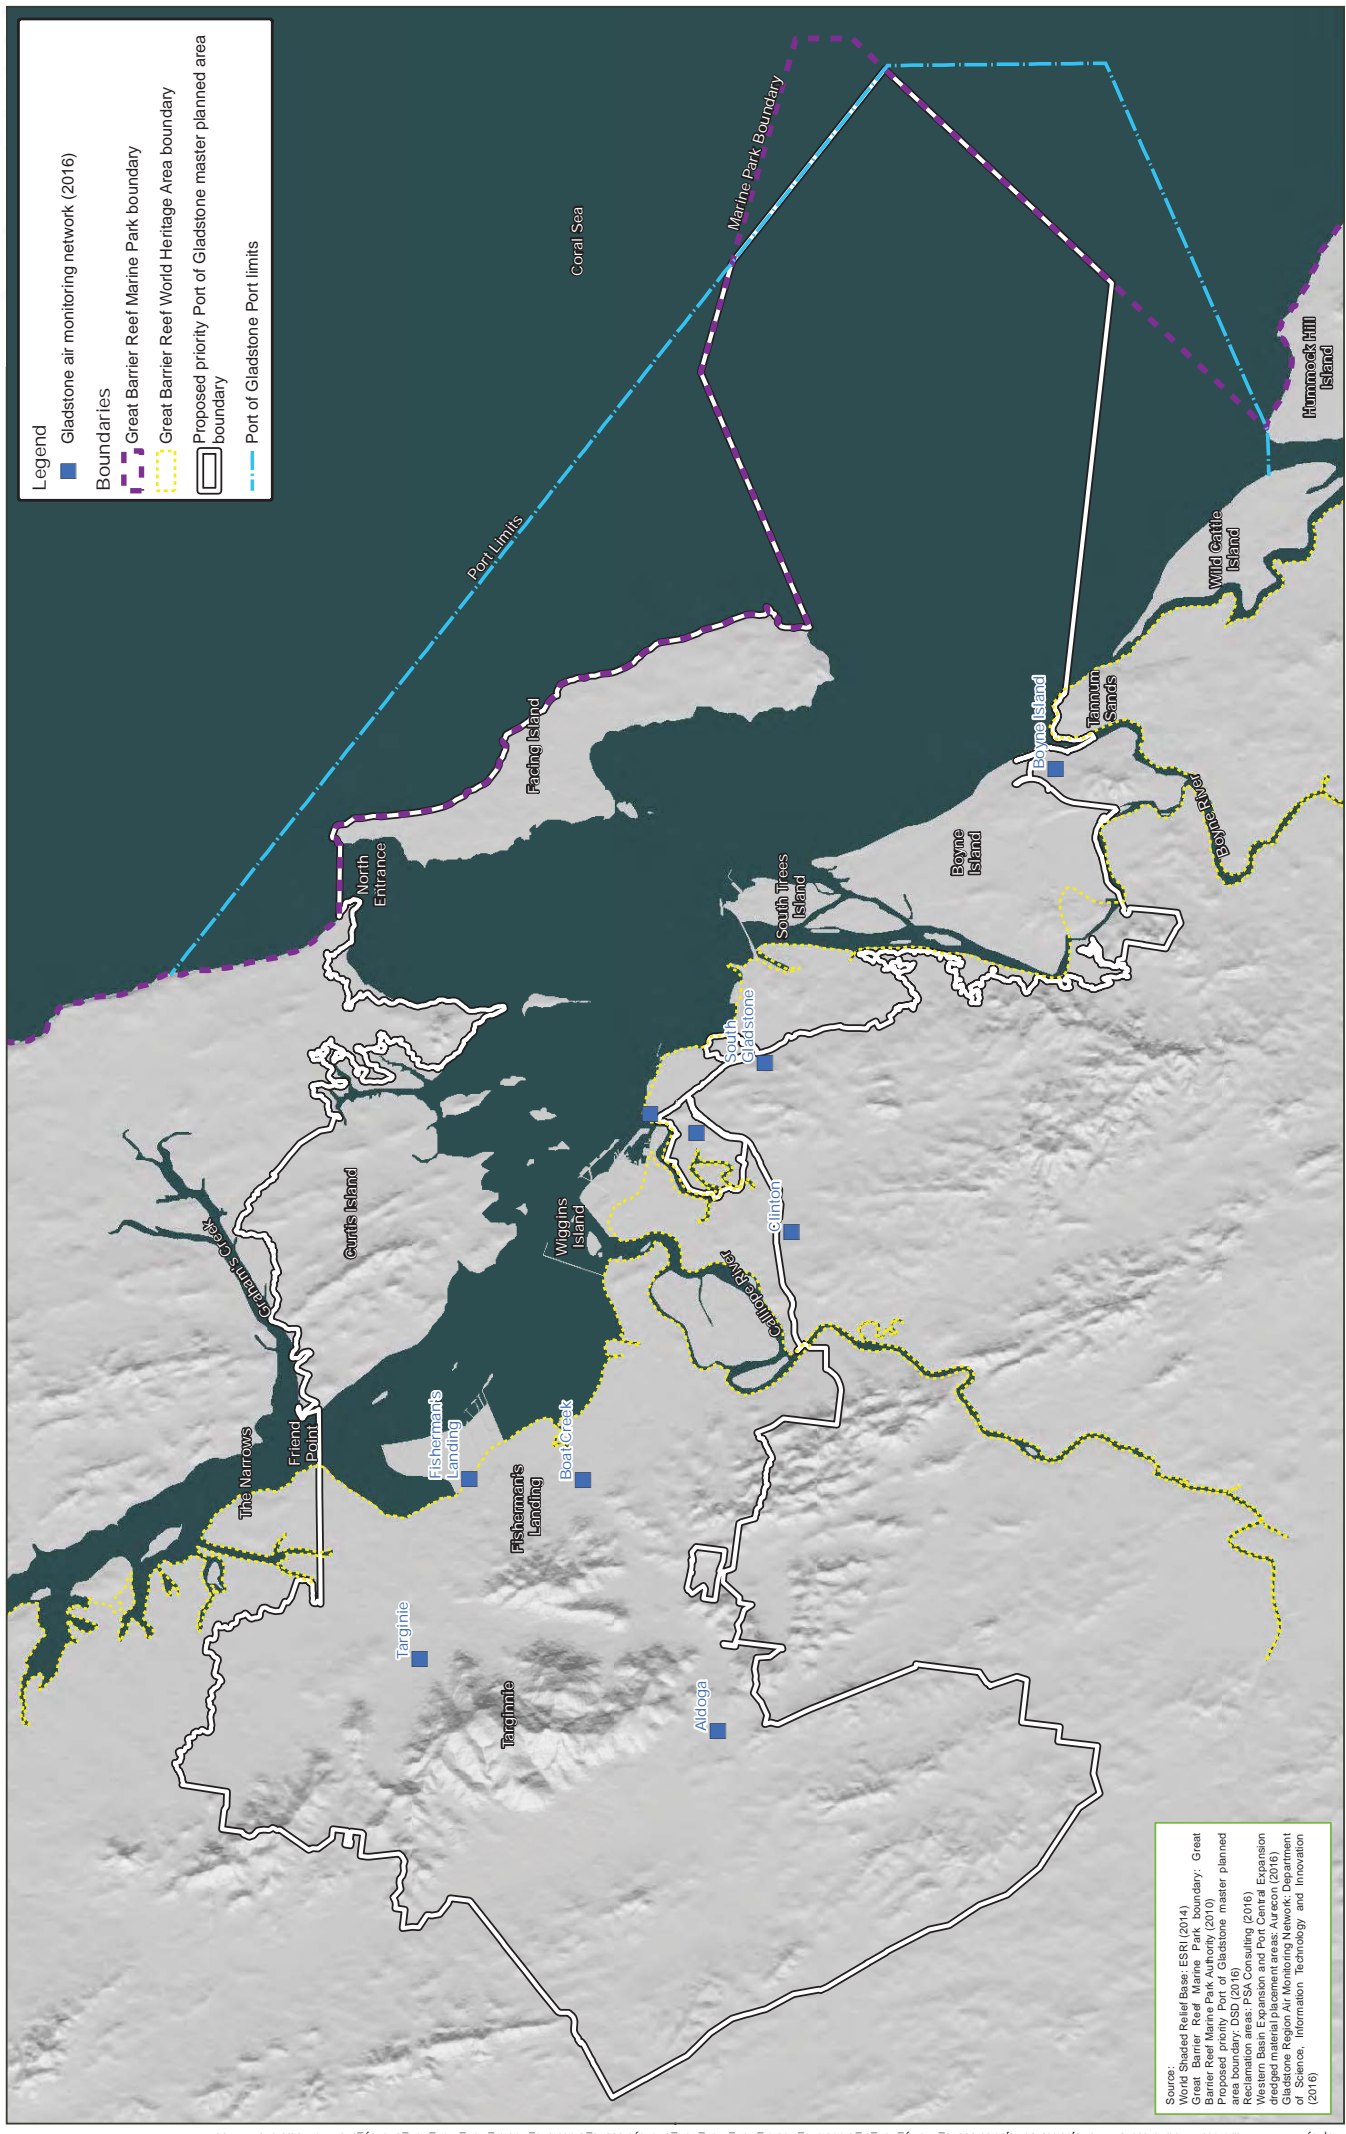 Legend
Gladstone air monitoring network (2016)
Boundaries
Great Barrier Reef Marine Park boundary
Great Barrier Reef World Heritage Area boundary
Proposed priority Port of Gladstone master planned area
boundary
Port of Gladstone Port limits
Coral Sea
Marine Park Boundary
Port Limits
Hummock Hill
Island
Wild Cattle
Island
Tannum
Sands
Boyne Island
Boyne River
Boyne
Island
Facing Island
North
Entrance
South Trees
Island
South
Gladstone
Curtis Island
Graham's Creek
Wiggins
Island
Clinton
Calliope River
The Narrows
Friend
Point
Fisherman's
Landing
Boat Creek
Fisherman's
Landing
Targinie
Targinnie
Aldoga
Source:
World Shaded Relief Base: ESRI (2014)
Great Barrier Reef Marine Park boundary: Great
Barrier Reef Marine Park Authority (2010)
Proposed priority Port of Gladstone master planned
area boundary: DSD (2016)
Reclamation areas: PSA Consulting (2016)
Western Basin Expansion and Port Central Expansion
dredged material placement areas: Aurecon (2016)
Gladstone Region Air Monitoring Network: Department
of Science, Information Technology and Innovation
(2016)